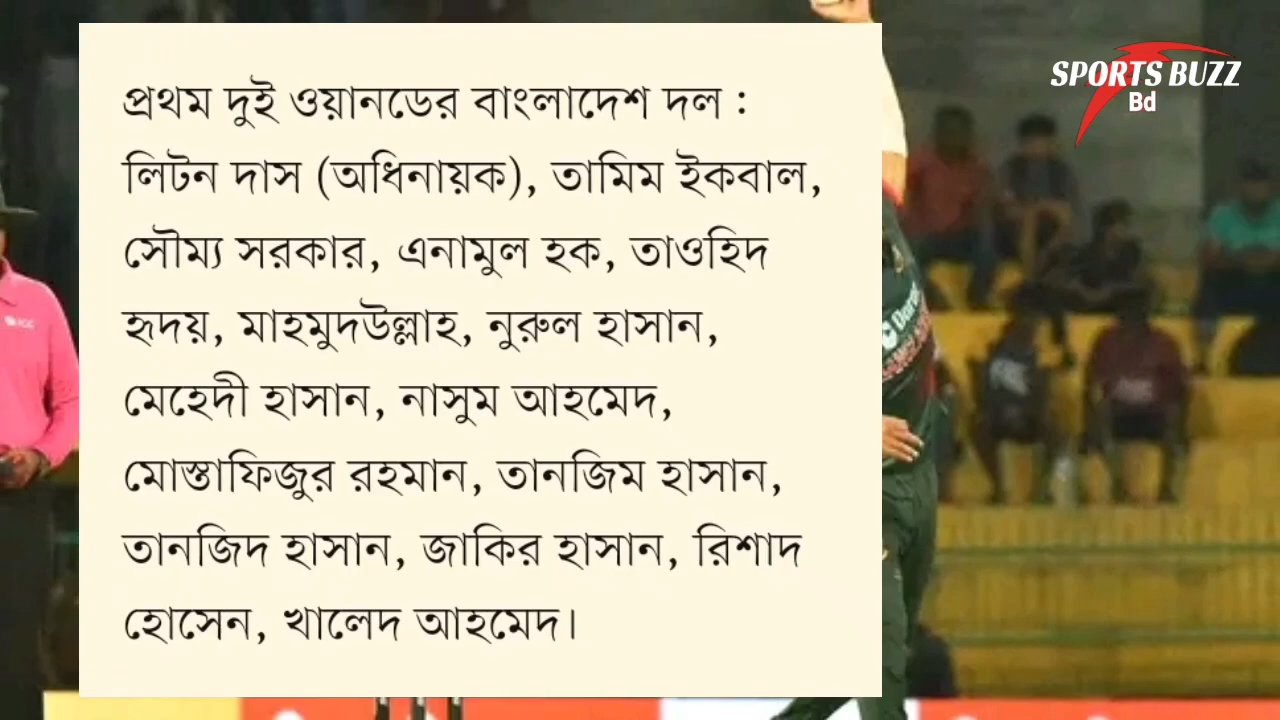 প্রথম দুই ওয়ানডের বাংলাদেশ দল :
লিটন দাস (অধিনায়ক), তামিম ইকবাল,
সৌম্য সরকার, এনামুল হক, তাওহিদ
হৃদয়, মাহমুদউল্লাহ, নুরুল হাসান,
মেহেদী হাসান, নাসুম আহমেদ,
মোস্তাফিজুর রহমান, তানজিম হাসান,
তানজিদ হাসান, জাকির হাসান, রিশাদ
হোসেন, খালেদ আহমেদ।
SPORTS BUZZ
Bd